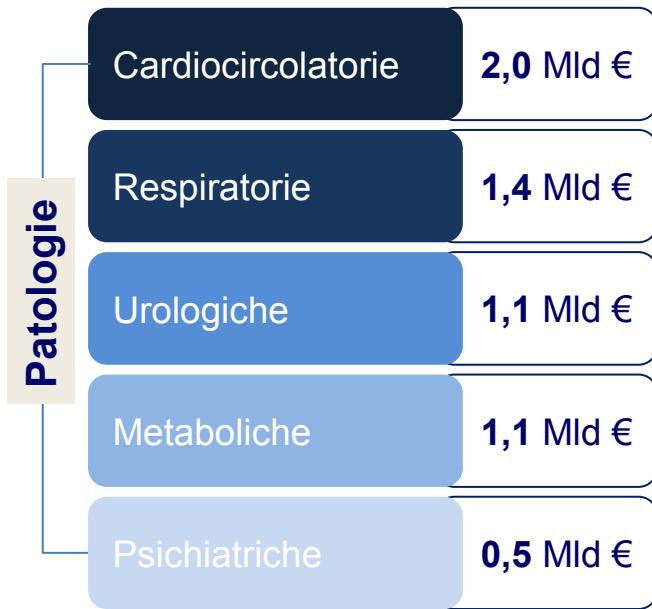 Patologie
Cardiocircolatorie 2,0 Mld €
Respiratorie 1,4 Mld €
Urologiche 1,1 Mld €
Metaboliche 1,1 Mld €
Psichiatriche 0,5 Mld €